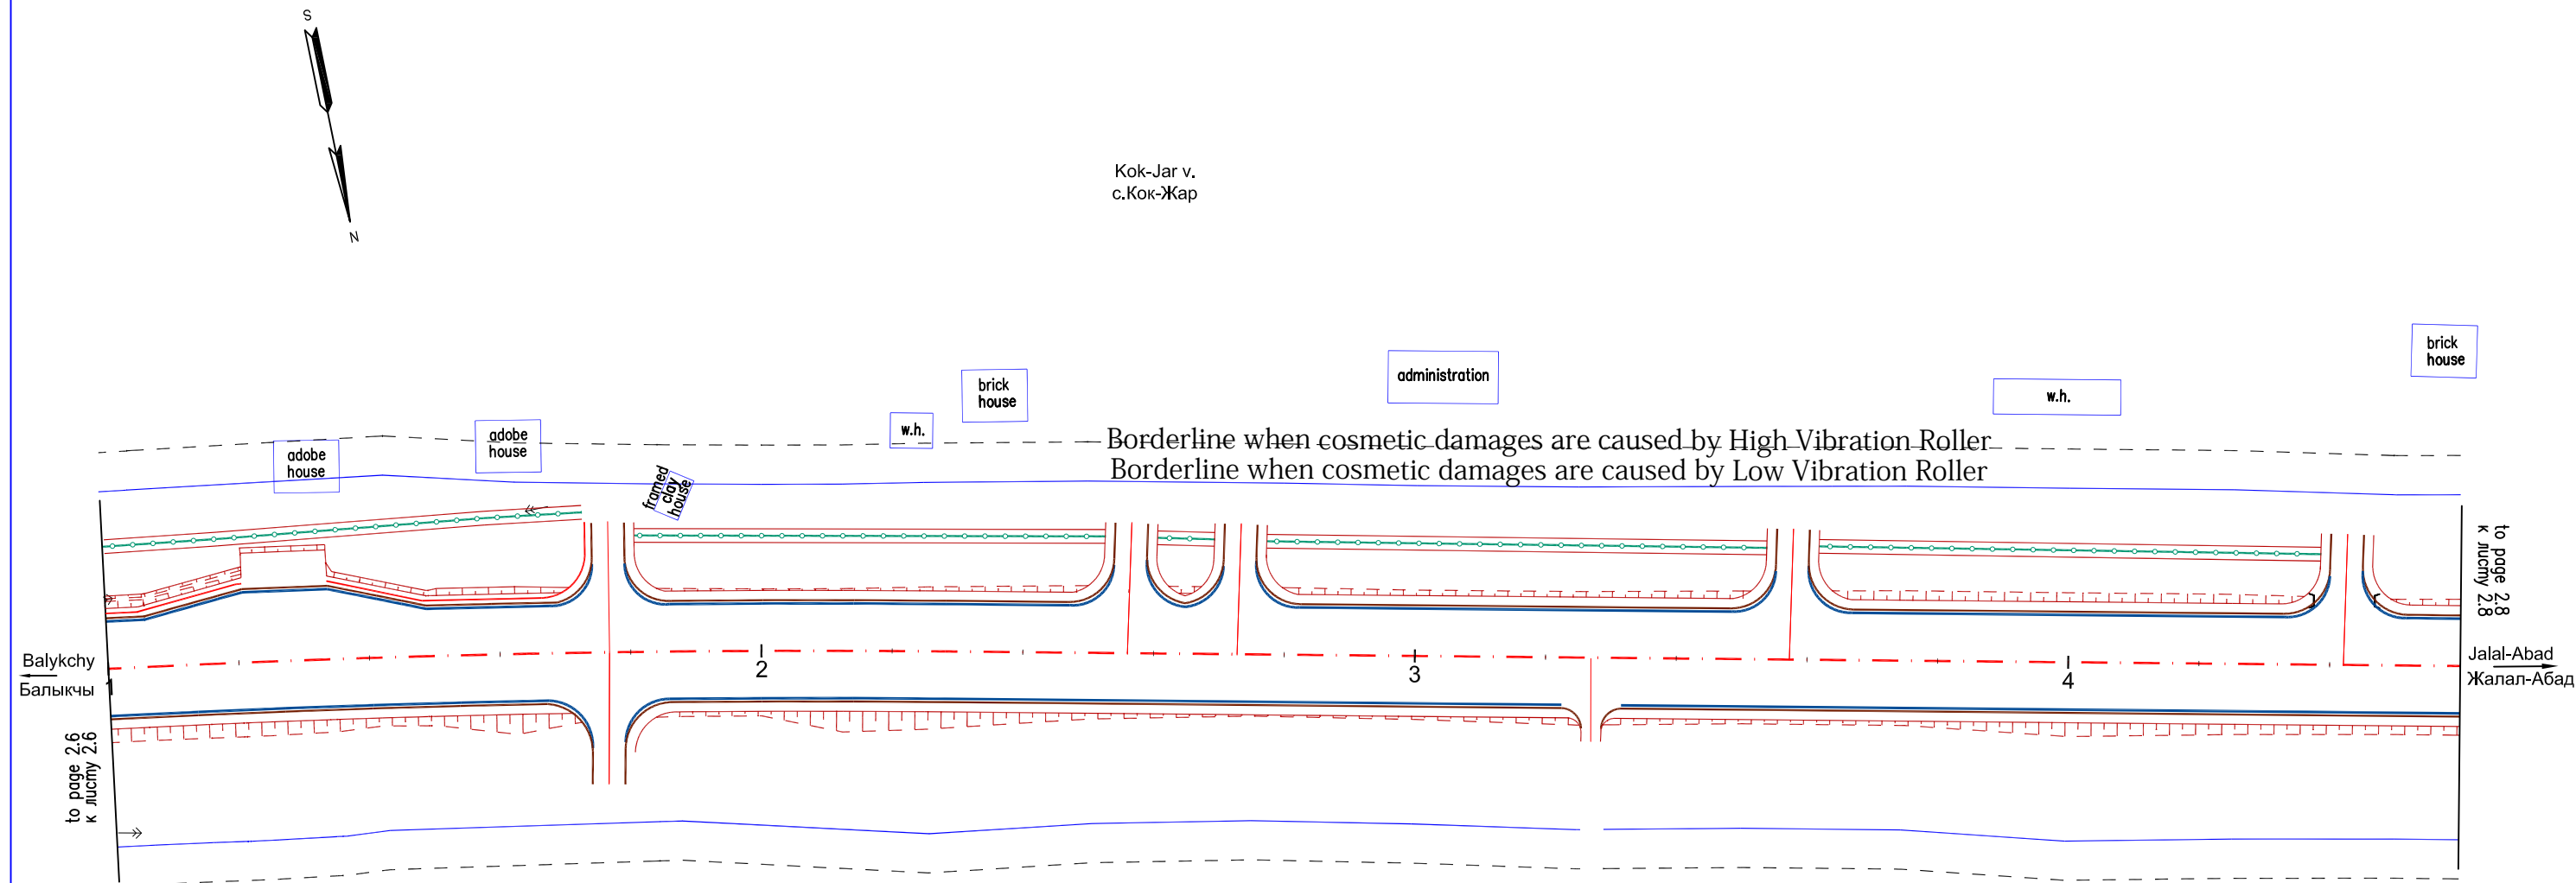 S
N
Kok-Jar v.
с.Кок-Жар
brick
house
administration
brick
house
w.h.
w.h.
adobe
house
adobe
house
framed
clay
house
Borderline when cosmetic damages are caused by High Vibration Roller
Borderline when cosmetic damages are caused by Low Vibration Roller
to page 2.8
к листу 2.8
Balykchy
Балыкчы
1
2
3
4
Jalal-Abad
Жалал-Абад
to page 2.6
к листу 2.6